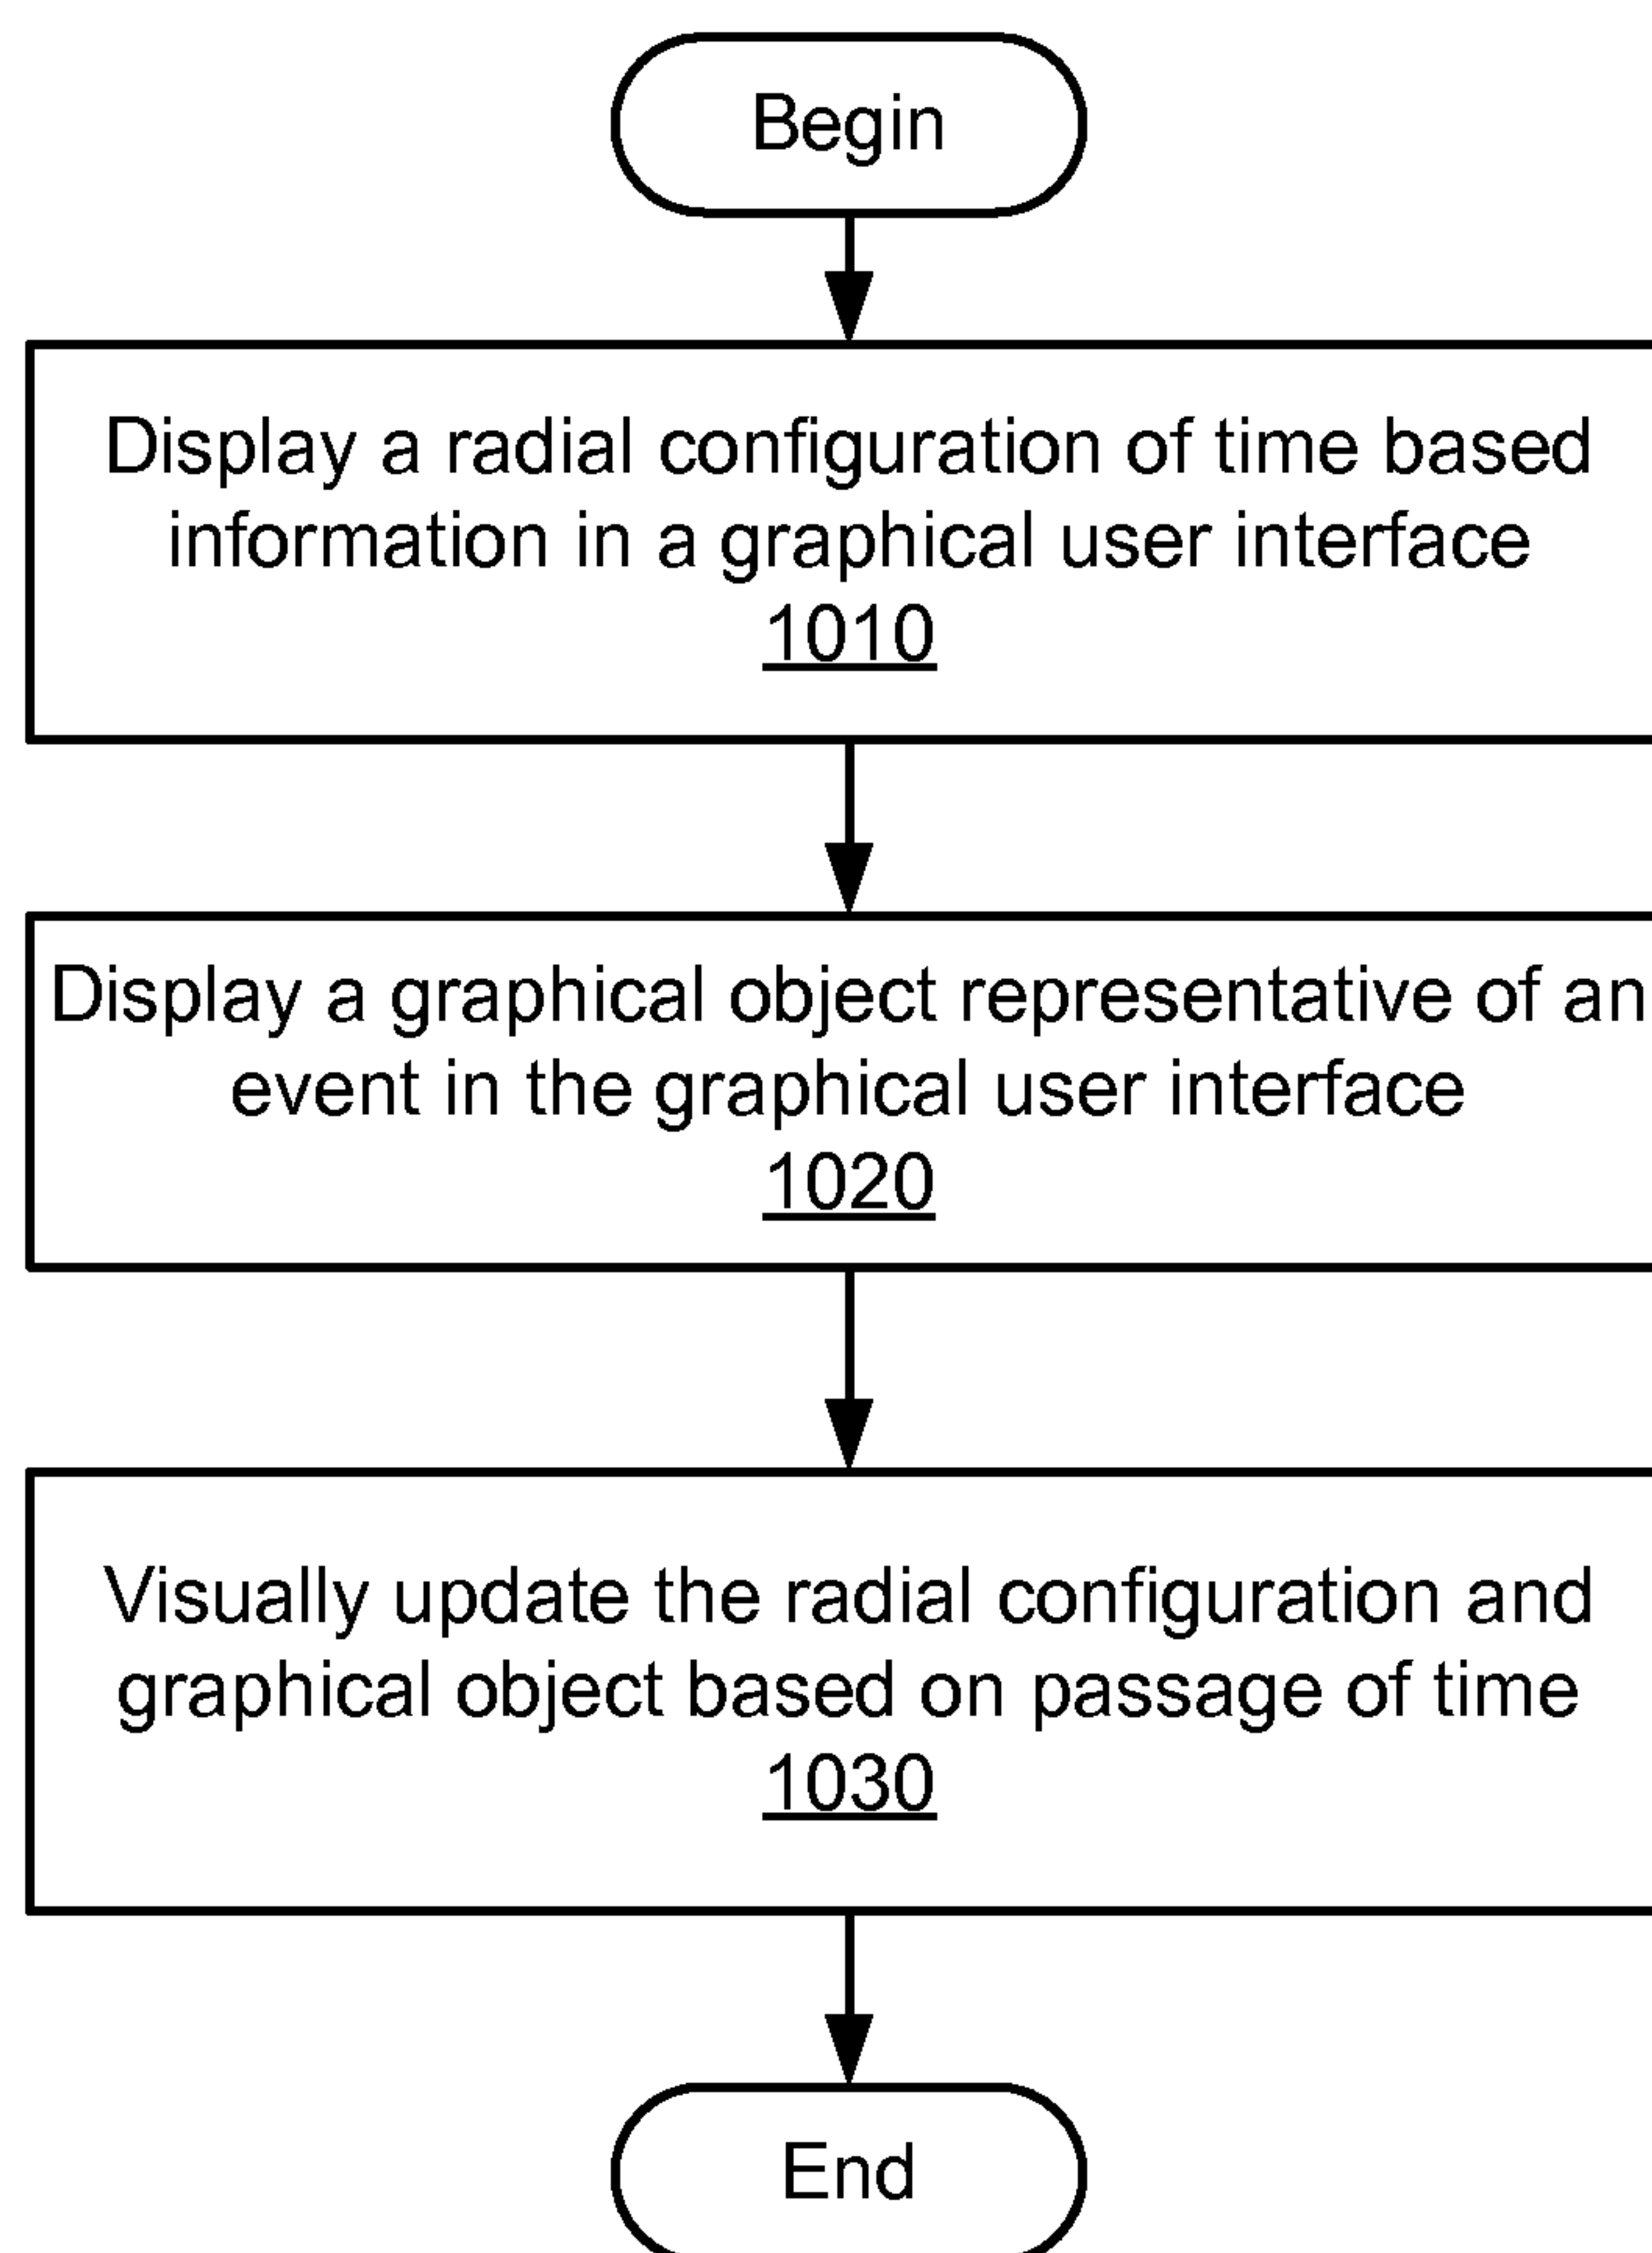 Begin
Display a radial configuration of time based
information in a graphical user interface
1010
Display a graphical object representative of an
event in the graphical user interface
1020
Visually update the radial configuration and
graphical object based on passage of time
1030
End